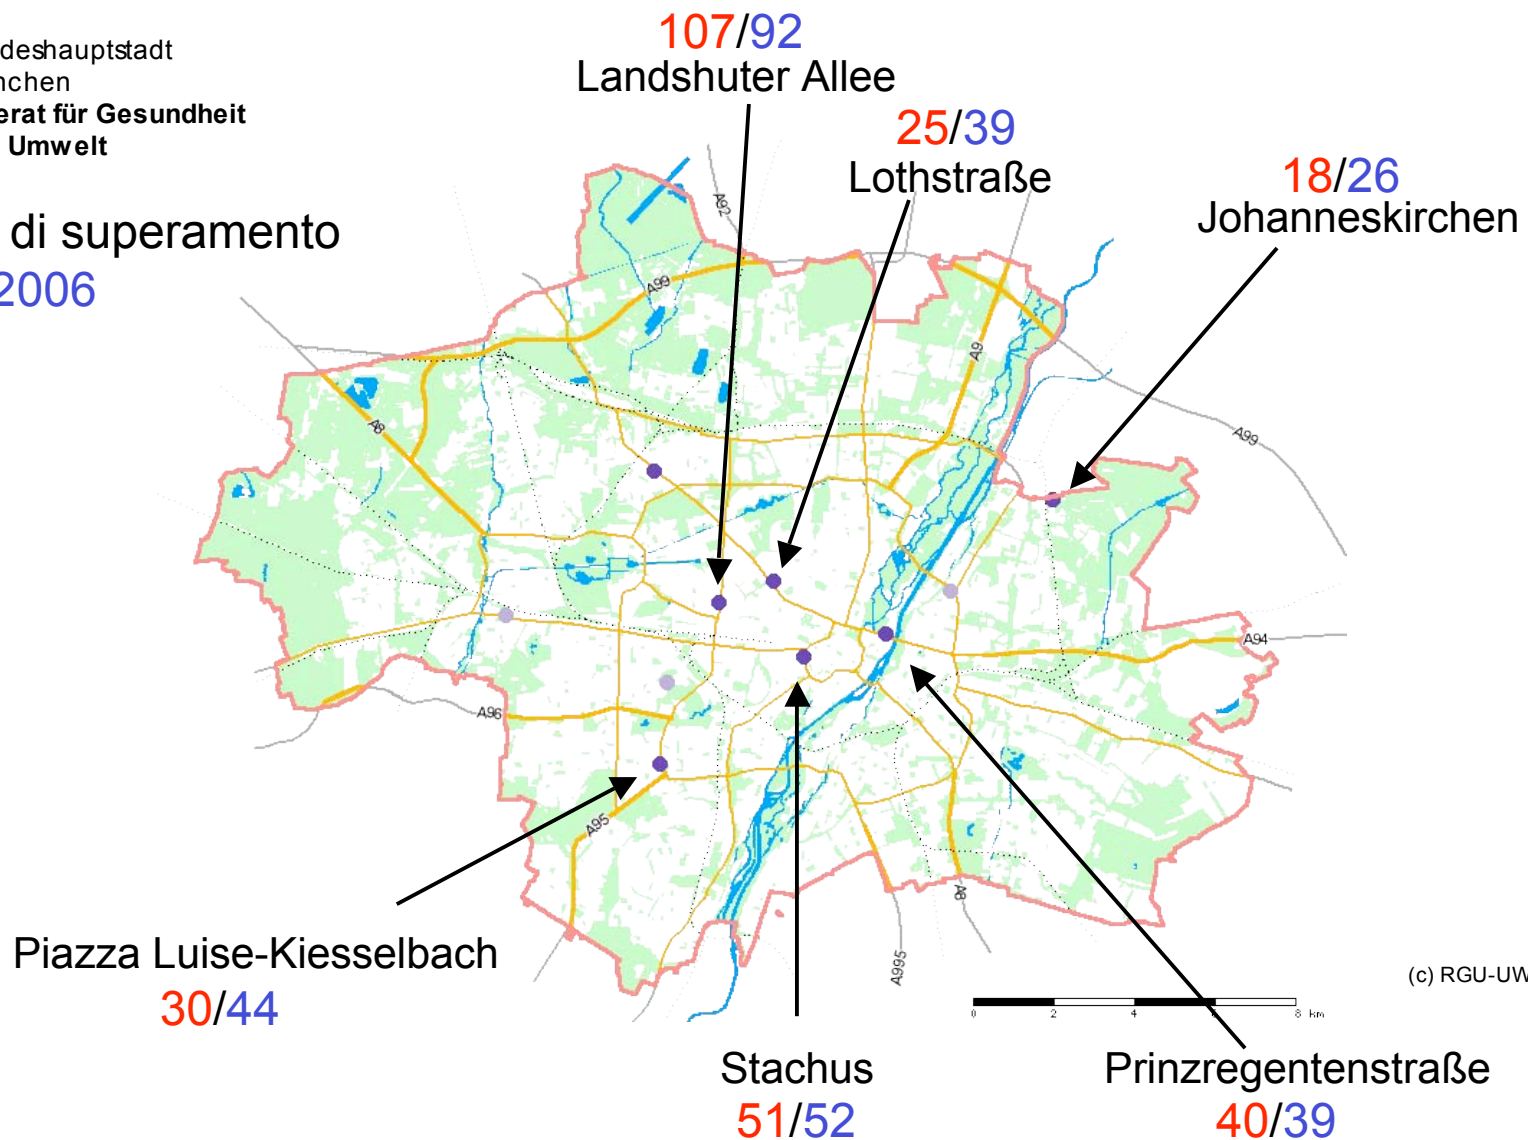 107/92
Landshuter Allee
deshauptstadt
nchen
erat für Gesundheit
Umwelt
25/39
Lothstraße
18/26
Johanneskirchen
di superamento
2006
A92
A99
A9
A8
A99
A94
A96
A95
A8
A995
Piazza Luise-Kiesselbach
30/44
(c) RGU-UW
0 2 4 8 km
Stachus
51/52
Prinzregentenstraße
40/39